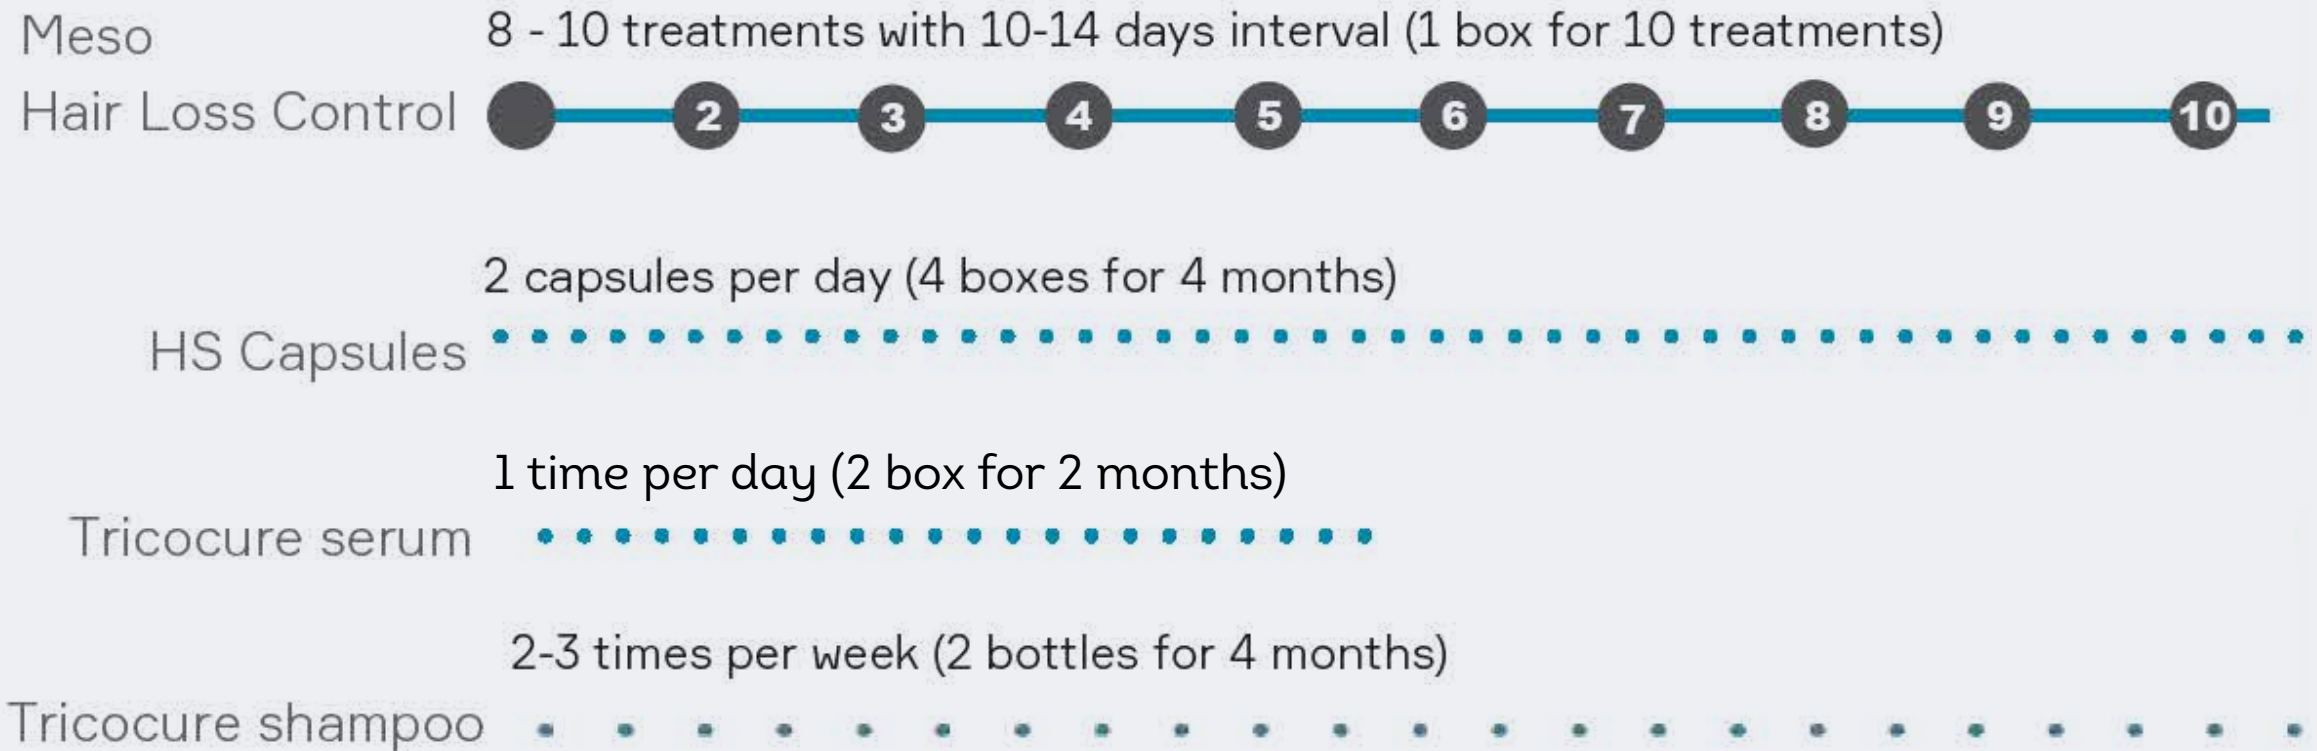 Meso
8 - 10 treatments with 10-14 days interval (1 box for 10 treatments)
Hair Loss Control
2 3 4 5 6 7 8 9 10
2 capsules per day (4 boxes for 4 months)
HS Capsules
1 time per day (2 box for 2 months)
Tricocure serum
2-3 times per week (2 bottles for 4 months)
Tricocure shampoo